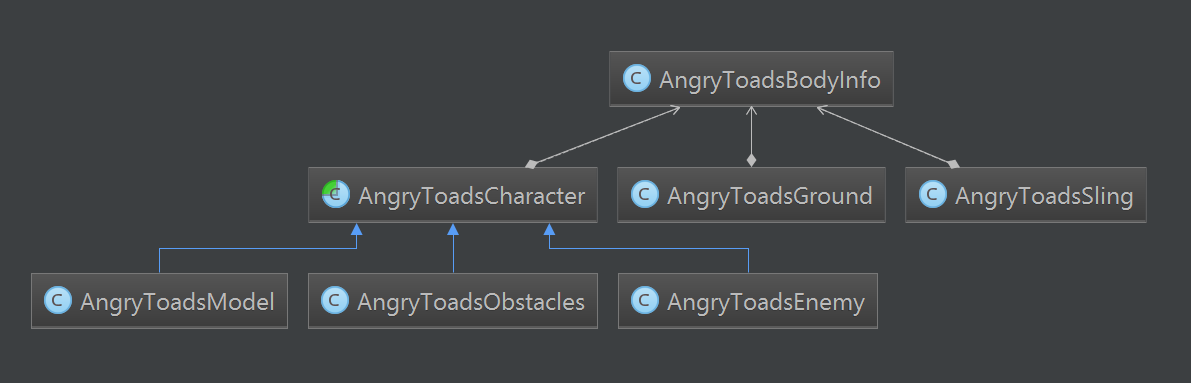 C AngryToadsBodyInfo
C AngryToadsCharacter
C AngryToadsGround
C AngryToadsSling
C AngryToadsModel
C AngryToadsObstacles
C AngryToadsEnemy